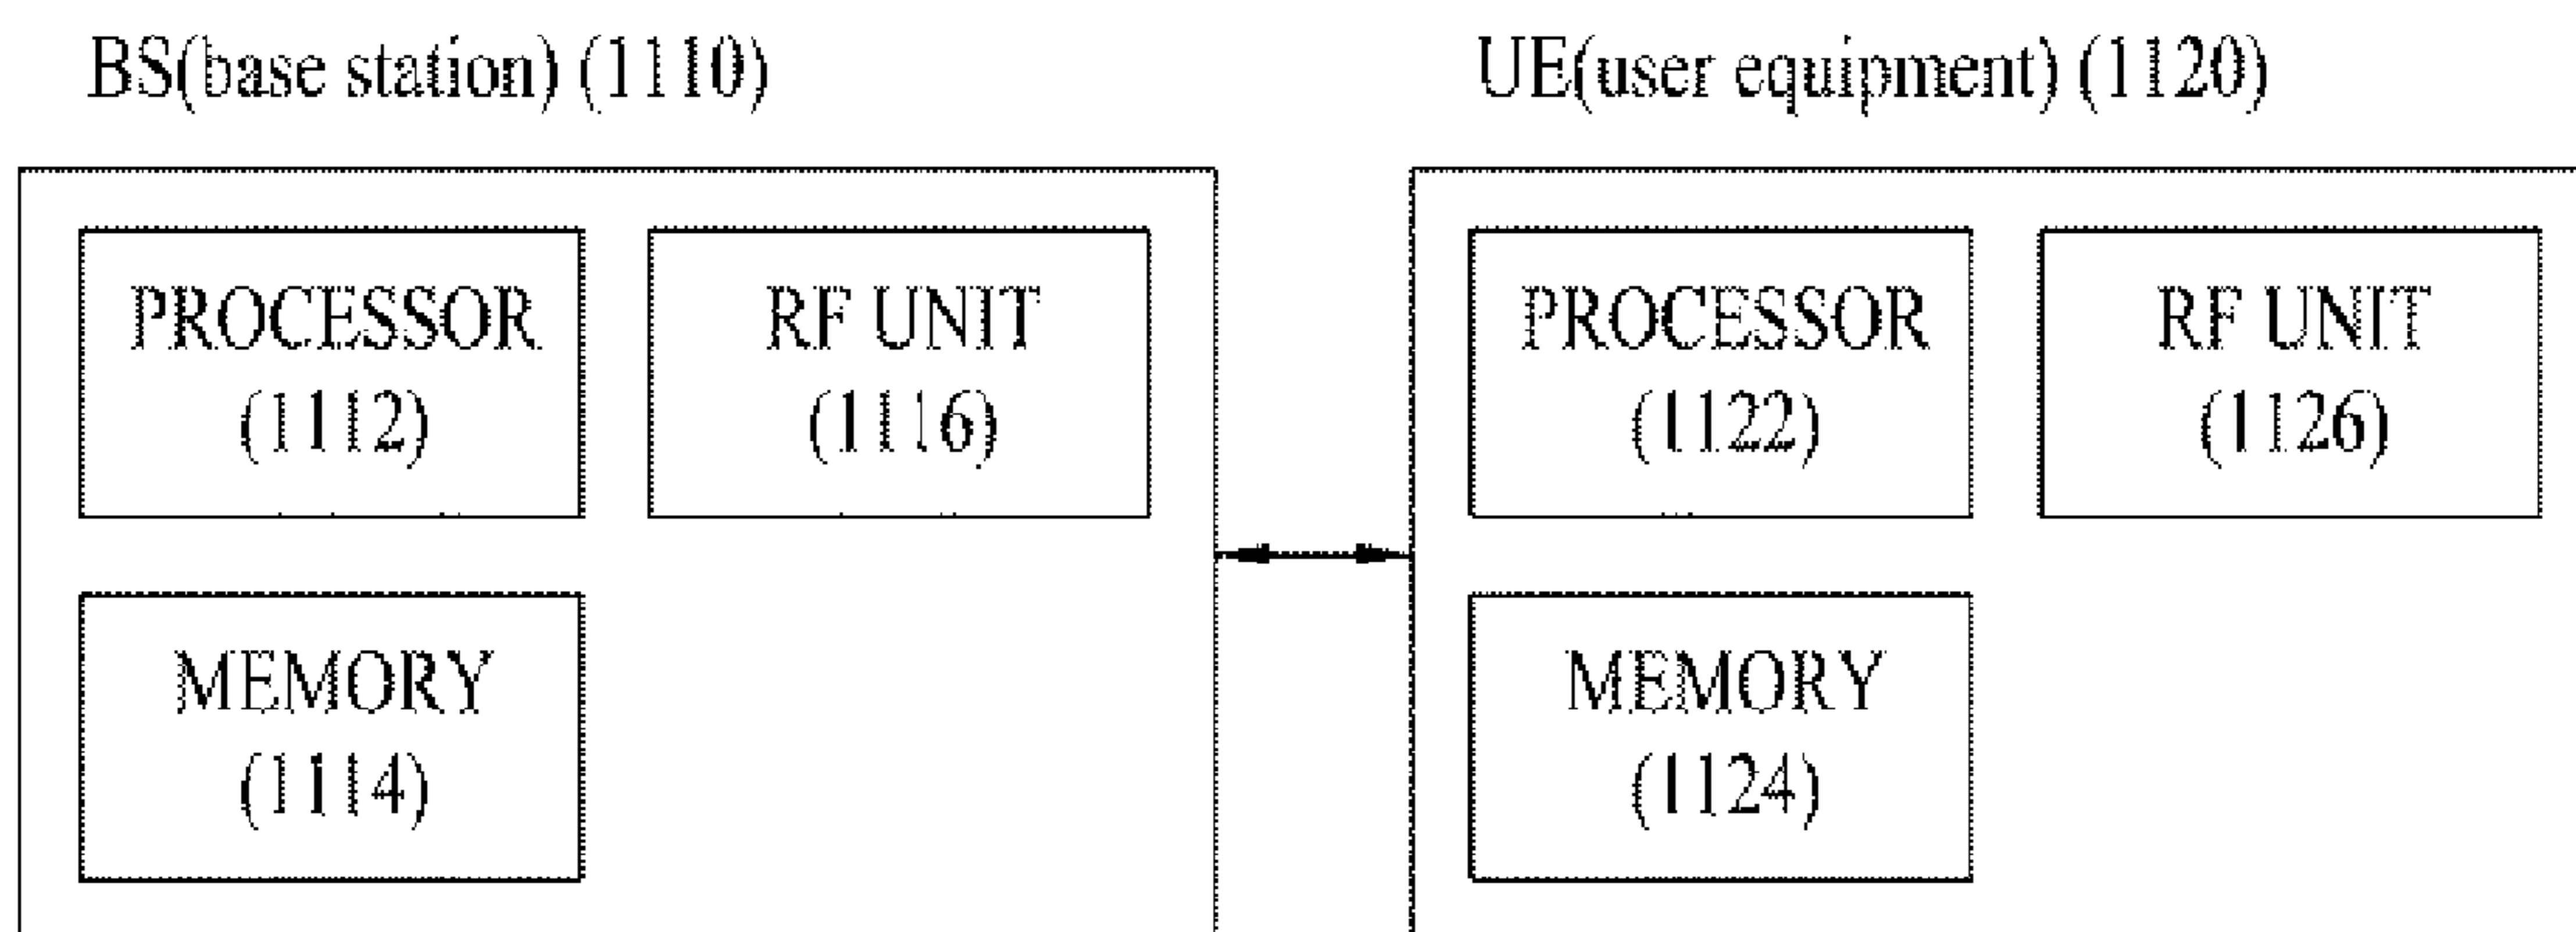 BS(base station) (1110)
UE(user equipment) (1120)
PROCESSOR
(1112)
RF UNIT
(1116)
PROCESSOR
(1122)
RF UNIT
(1126)
MEMORY
(1114)
MEMORY
(1124)